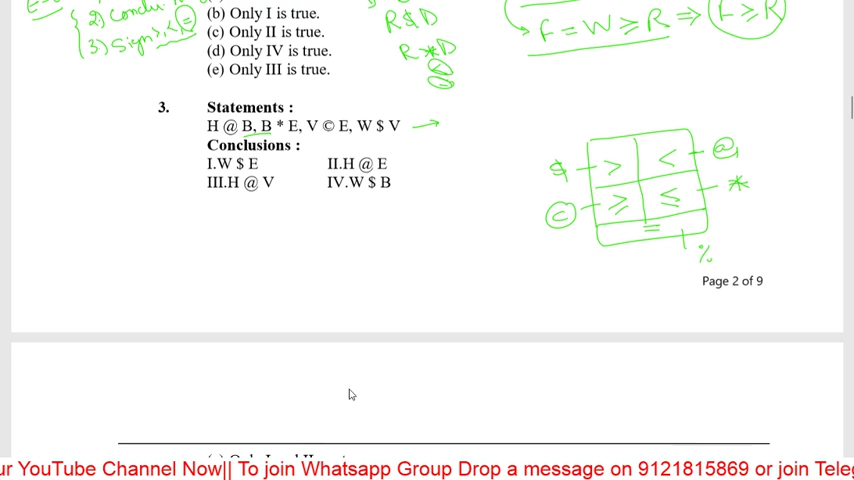 2) Conclu
(b) Only I is true.
R $ D
F = W ≥ R ⇒ F ≥ R
3) Sign >, <, =
(c) Only II is true.
(d) Only IV is true.
R * D
(e) Only III is true.
3. Statements :
H @ B, B * E, V © E, W $ V →
Conclusions :
I.W $ E II.H @ E
III.H @ V IV.W $ B
$ > < @
© ≥ ≤ *
=
%
Page 2 of 9
ur YouTube Channel Now|| To join Whatsapp Group Drop a message on 9121815869 or join Teleg